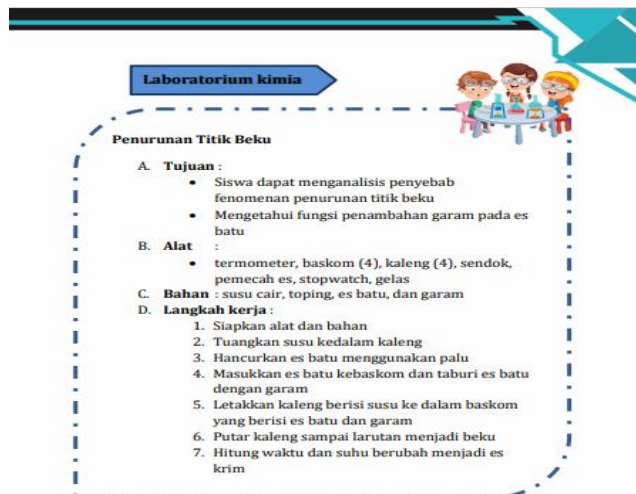 Laboratorium kimia
Penurunan Titik Beku
A. Tujuan :
• Siswa dapat menganalisis penyebab
fenomenan penurunan titik beku
• Mengetahui fungsi penambahan garam pada es
batu
B. Alat :
• termometer, baskom (4), kaleng (4), sendok,
pemecah es, stopwatch, gelas
C. Bahan : susu cair, toping, es batu, dan garam
D. Langkah kerja :
1. Siapkan alat dan bahan
2. Tuangkan susu kedalam kaleng
3. Hancurkan es batu menggunakan palu
4. Masukkan es batu kebaskom dan taburi es batu
dengan garam
5. Letakkan kaleng berisi susu ke dalam baskom
yang berisi es batu dan garam
6. Putar kaleng sampai larutan menjadi beku
7. Hitung waktu dan suhu berubah menjadi es
krim